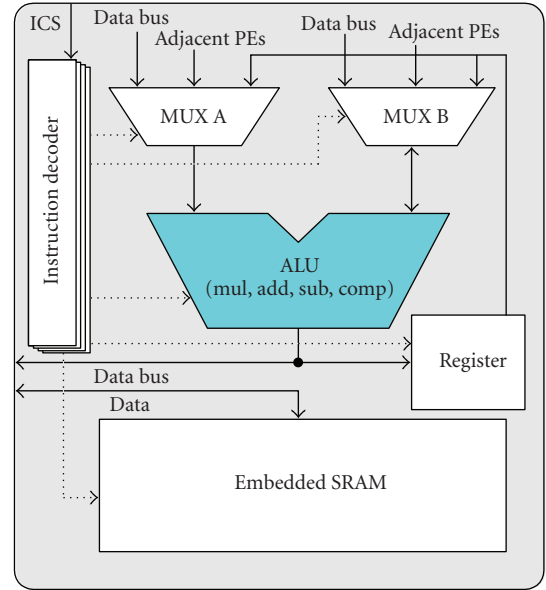 ICS
Data bus
Adjacent PEs
Data bus
Adjacent PEs
MUX A
MUX B
Instruction decoder
ALU
(mul, add, sub, comp)
Register
Data bus
Data
Embedded SRAM